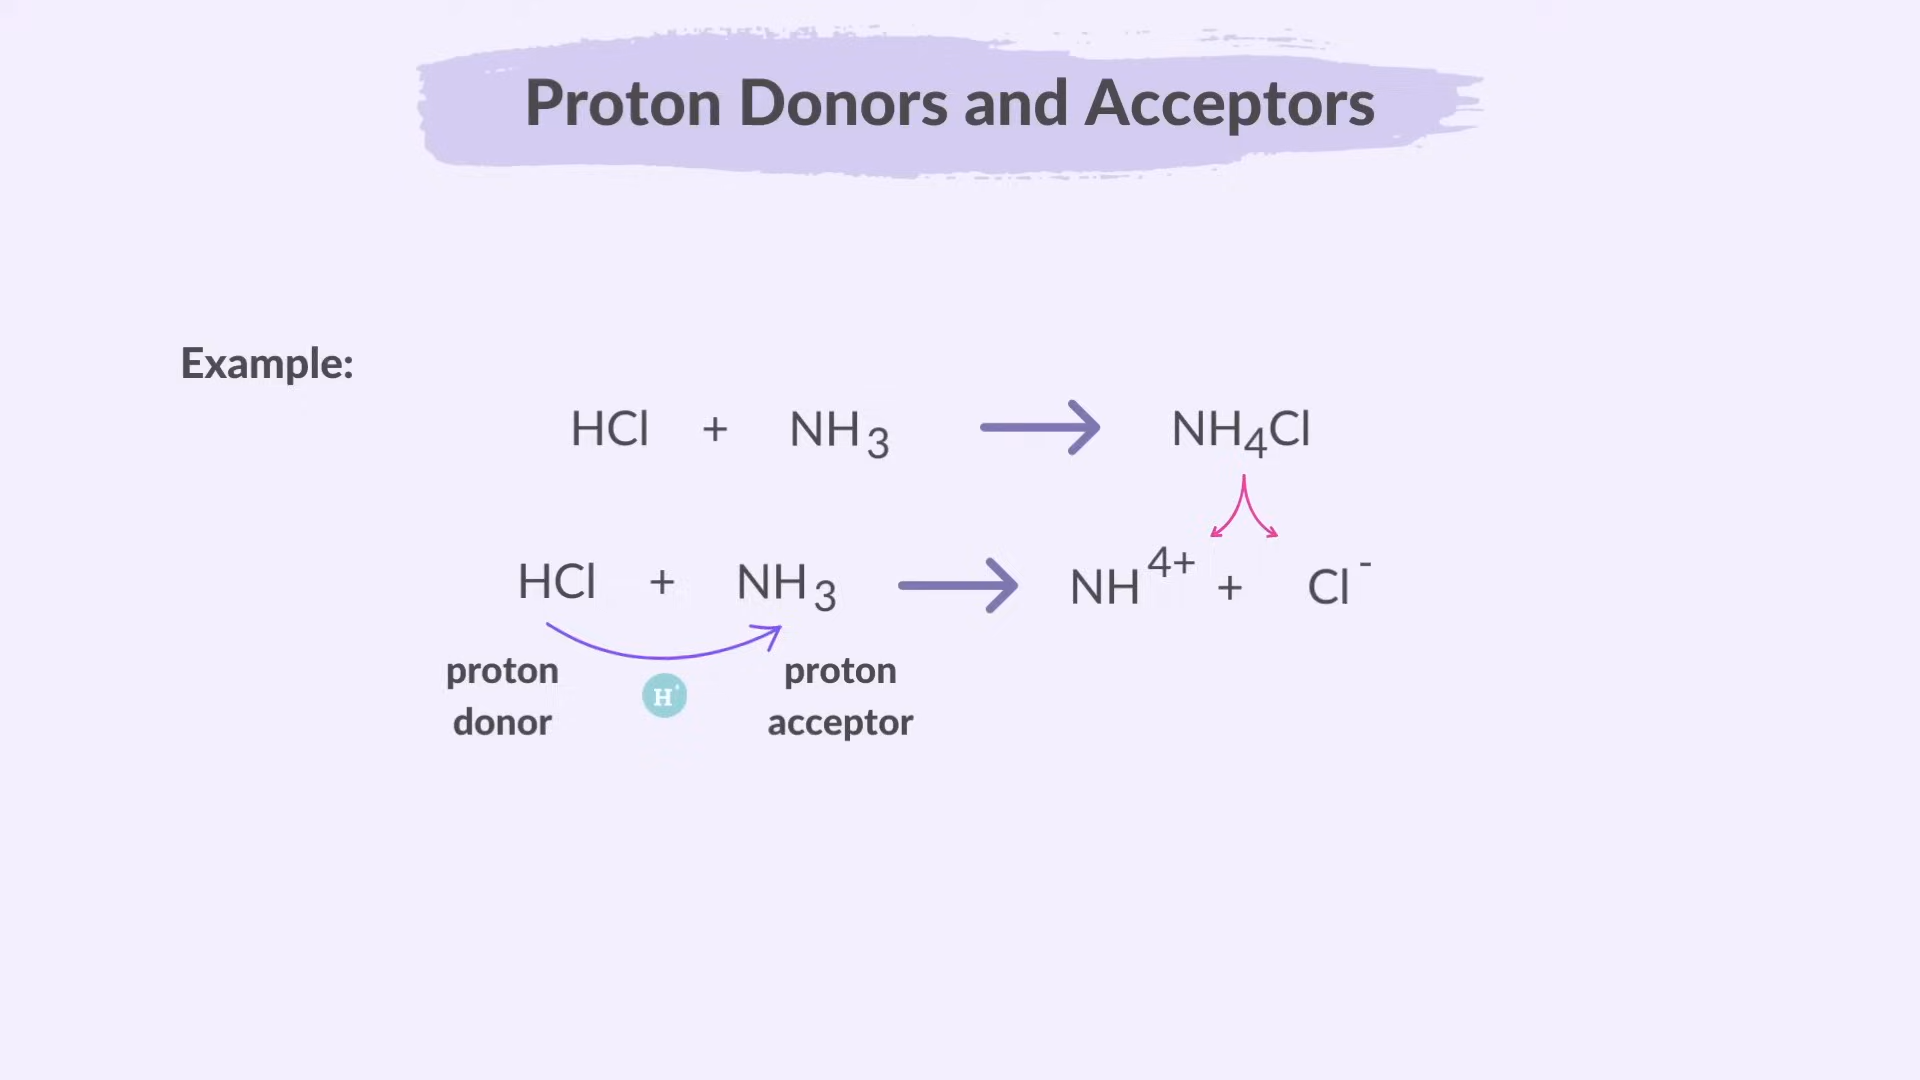 Proton Donors and Acceptors
Example:
HCl + NH₃ → NH₄Cl
HCl + NH₃ → NH⁴⁺ + Cl⁻
proton donor
H⁺
proton acceptor